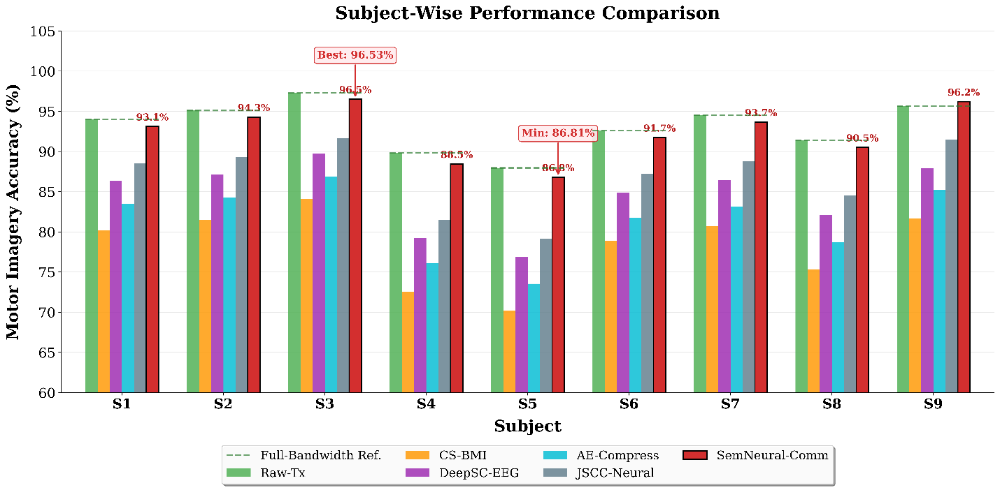 Subject-Wise Performance Comparison
Motor Imagery Accuracy (%)
105
100
95
90
85
80
75
70
65
60
Best: 96.53%
Min: 86.81%
93.1%
94.3%
96.5%
88.5%
86.8%
91.7%
93.7%
90.5%
96.2%
S1 S2 S3 S4 S5 S6 S7 S8 S9
Subject
Full-Bandwidth Ref. CS-BMI AE-Compress SemNeural-Comm
Raw-Tx DeepSC-EEG JSCC-Neural